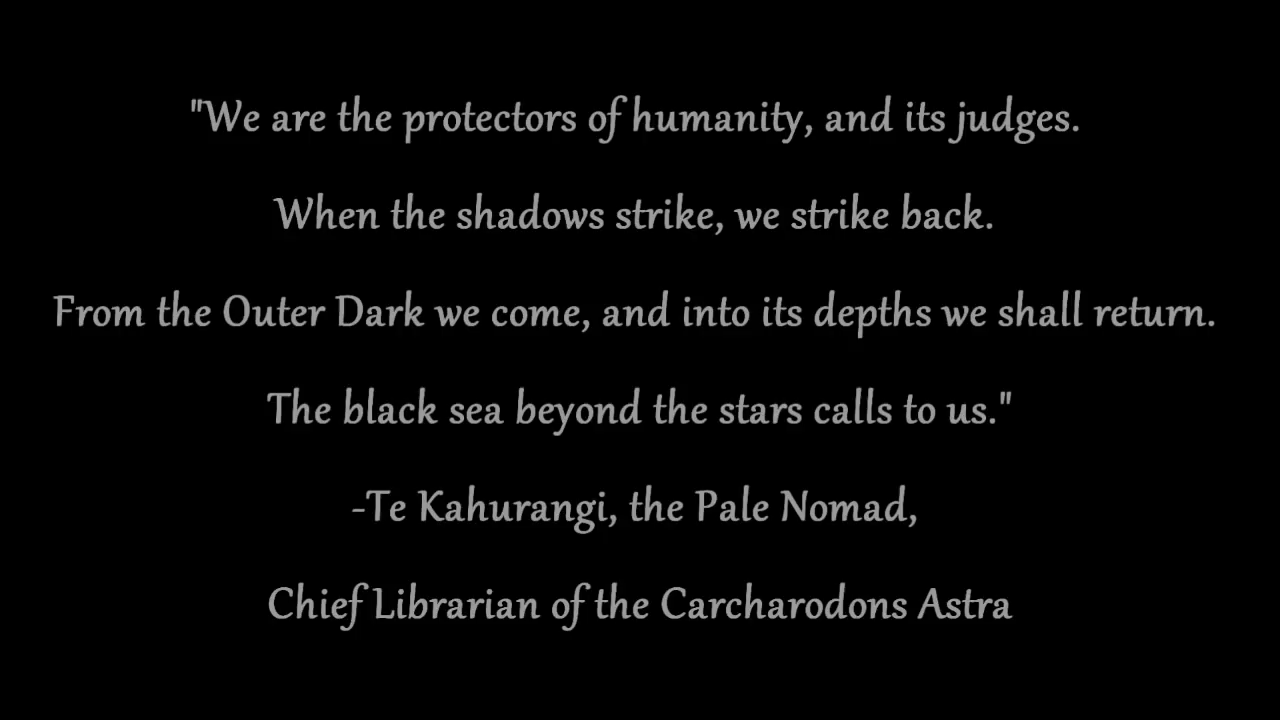 "We are the protectors of humanity, and its judges.
When the shadows strike, we strike back.
From the Outer Dark we come, and into its depths we shall return.
The black sea beyond the stars calls to us."
-Te Kahurangi, the Pale Nomad,
Chief Librarian of the Carcharodons Astra